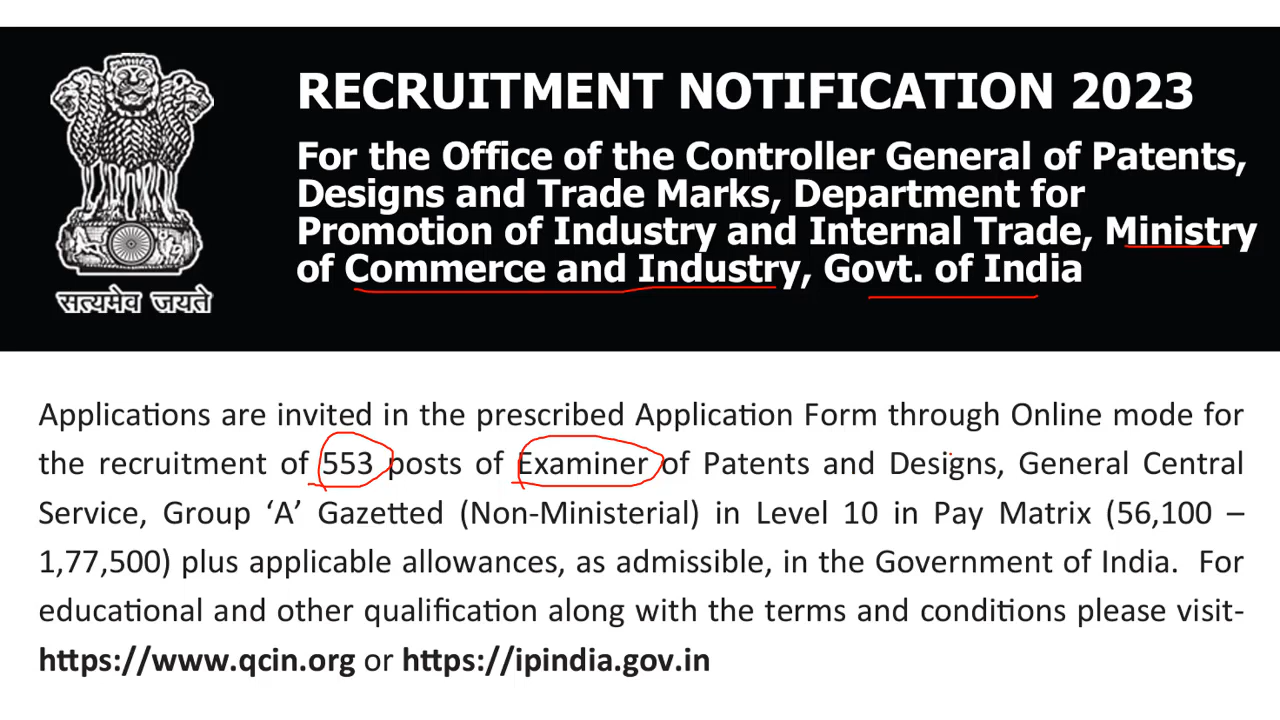 RECRUITMENT NOTIFICATION 2023
For the Office of the Controller General of Patents,
Designs and Trade Marks, Department for
Promotion of Industry and Internal Trade, Ministry
of Commerce and Industry, Govt. of India
सत्यमेव जयते
Applications are invited in the prescribed Application Form through Online mode for
the recruitment of 553 posts of Examiner of Patents and Designs, General Central
Service, Group ‘A’ Gazetted (Non-Ministerial) in Level 10 in Pay Matrix (56,100 –
1,77,500) plus applicable allowances, as admissible, in the Government of India. For
educational and other qualification along with the terms and conditions please visit-
https://www.qcin.org or https://ipindia.gov.in